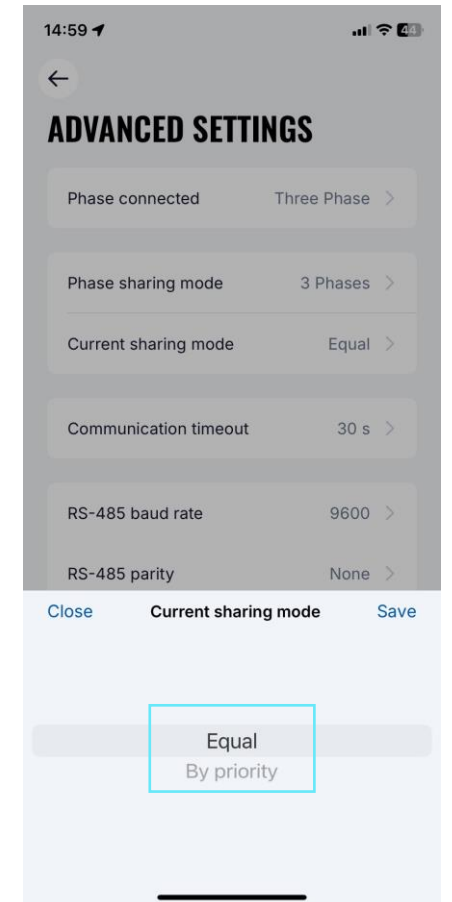 14:59 44
ADVANCED SETTINGS
Phase connected Three Phase
Phase sharing mode 3 Phases
Current sharing mode Equal
Communication timeout 30 s
RS-485 baud rate 9600
RS-485 parity None
Close Current sharing mode Save
Equal
By priority